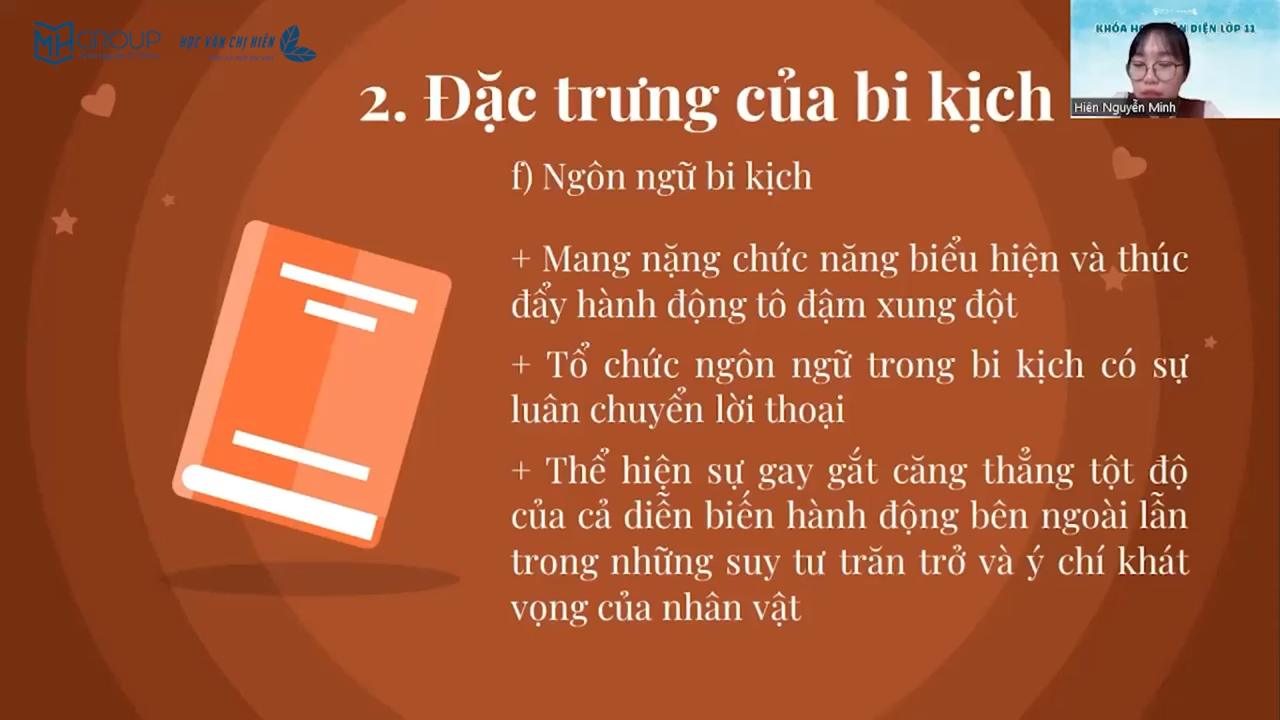 MH GROUP
HỌC VĂN CHỊ HIÊN
2. Đặc trưng của bi kịch
Hiên Nguyễn Minh
f) Ngôn ngữ bi kịch
+ Mang nặng chức năng biểu hiện và thúc
đẩy hành động tô đậm xung đột
+ Tổ chức ngôn ngữ trong bi kịch có sự
luân chuyển lời thoại
+ Thể hiện sự gay gắt căng thẳng tột độ
của cả diễn biến hành động bên ngoài lẫn
trong những suy tư trăn trở và ý chí khát
vọng của nhân vật